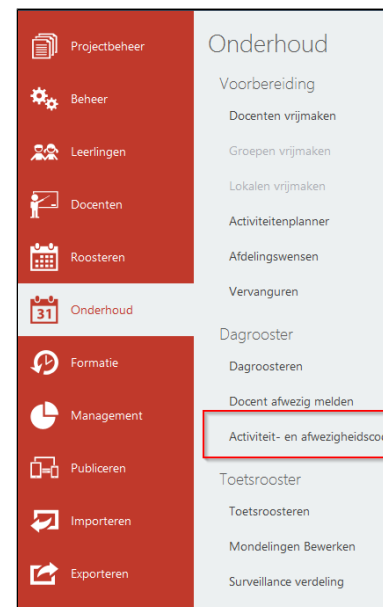 Projectbeheer
Beheer
Leerlingen
Docenten
Roosteren
31
Onderhoud
Formatie
Management
Publiceren
Importeren
Exporteren
Onderhoud
Voorbereiding
Docenten vrijmaken
Groepen vrijmaken
Lokalen vrijmaken
Activiteitenplanner
Afdelingswensen
Vervanguren
Dagrooster
Dagroosteren
Docent afwezig melden
Activiteit- en
Toetsrooster
Toetsroosteren
Mondelingen Bewerken
Surveillance verdeling